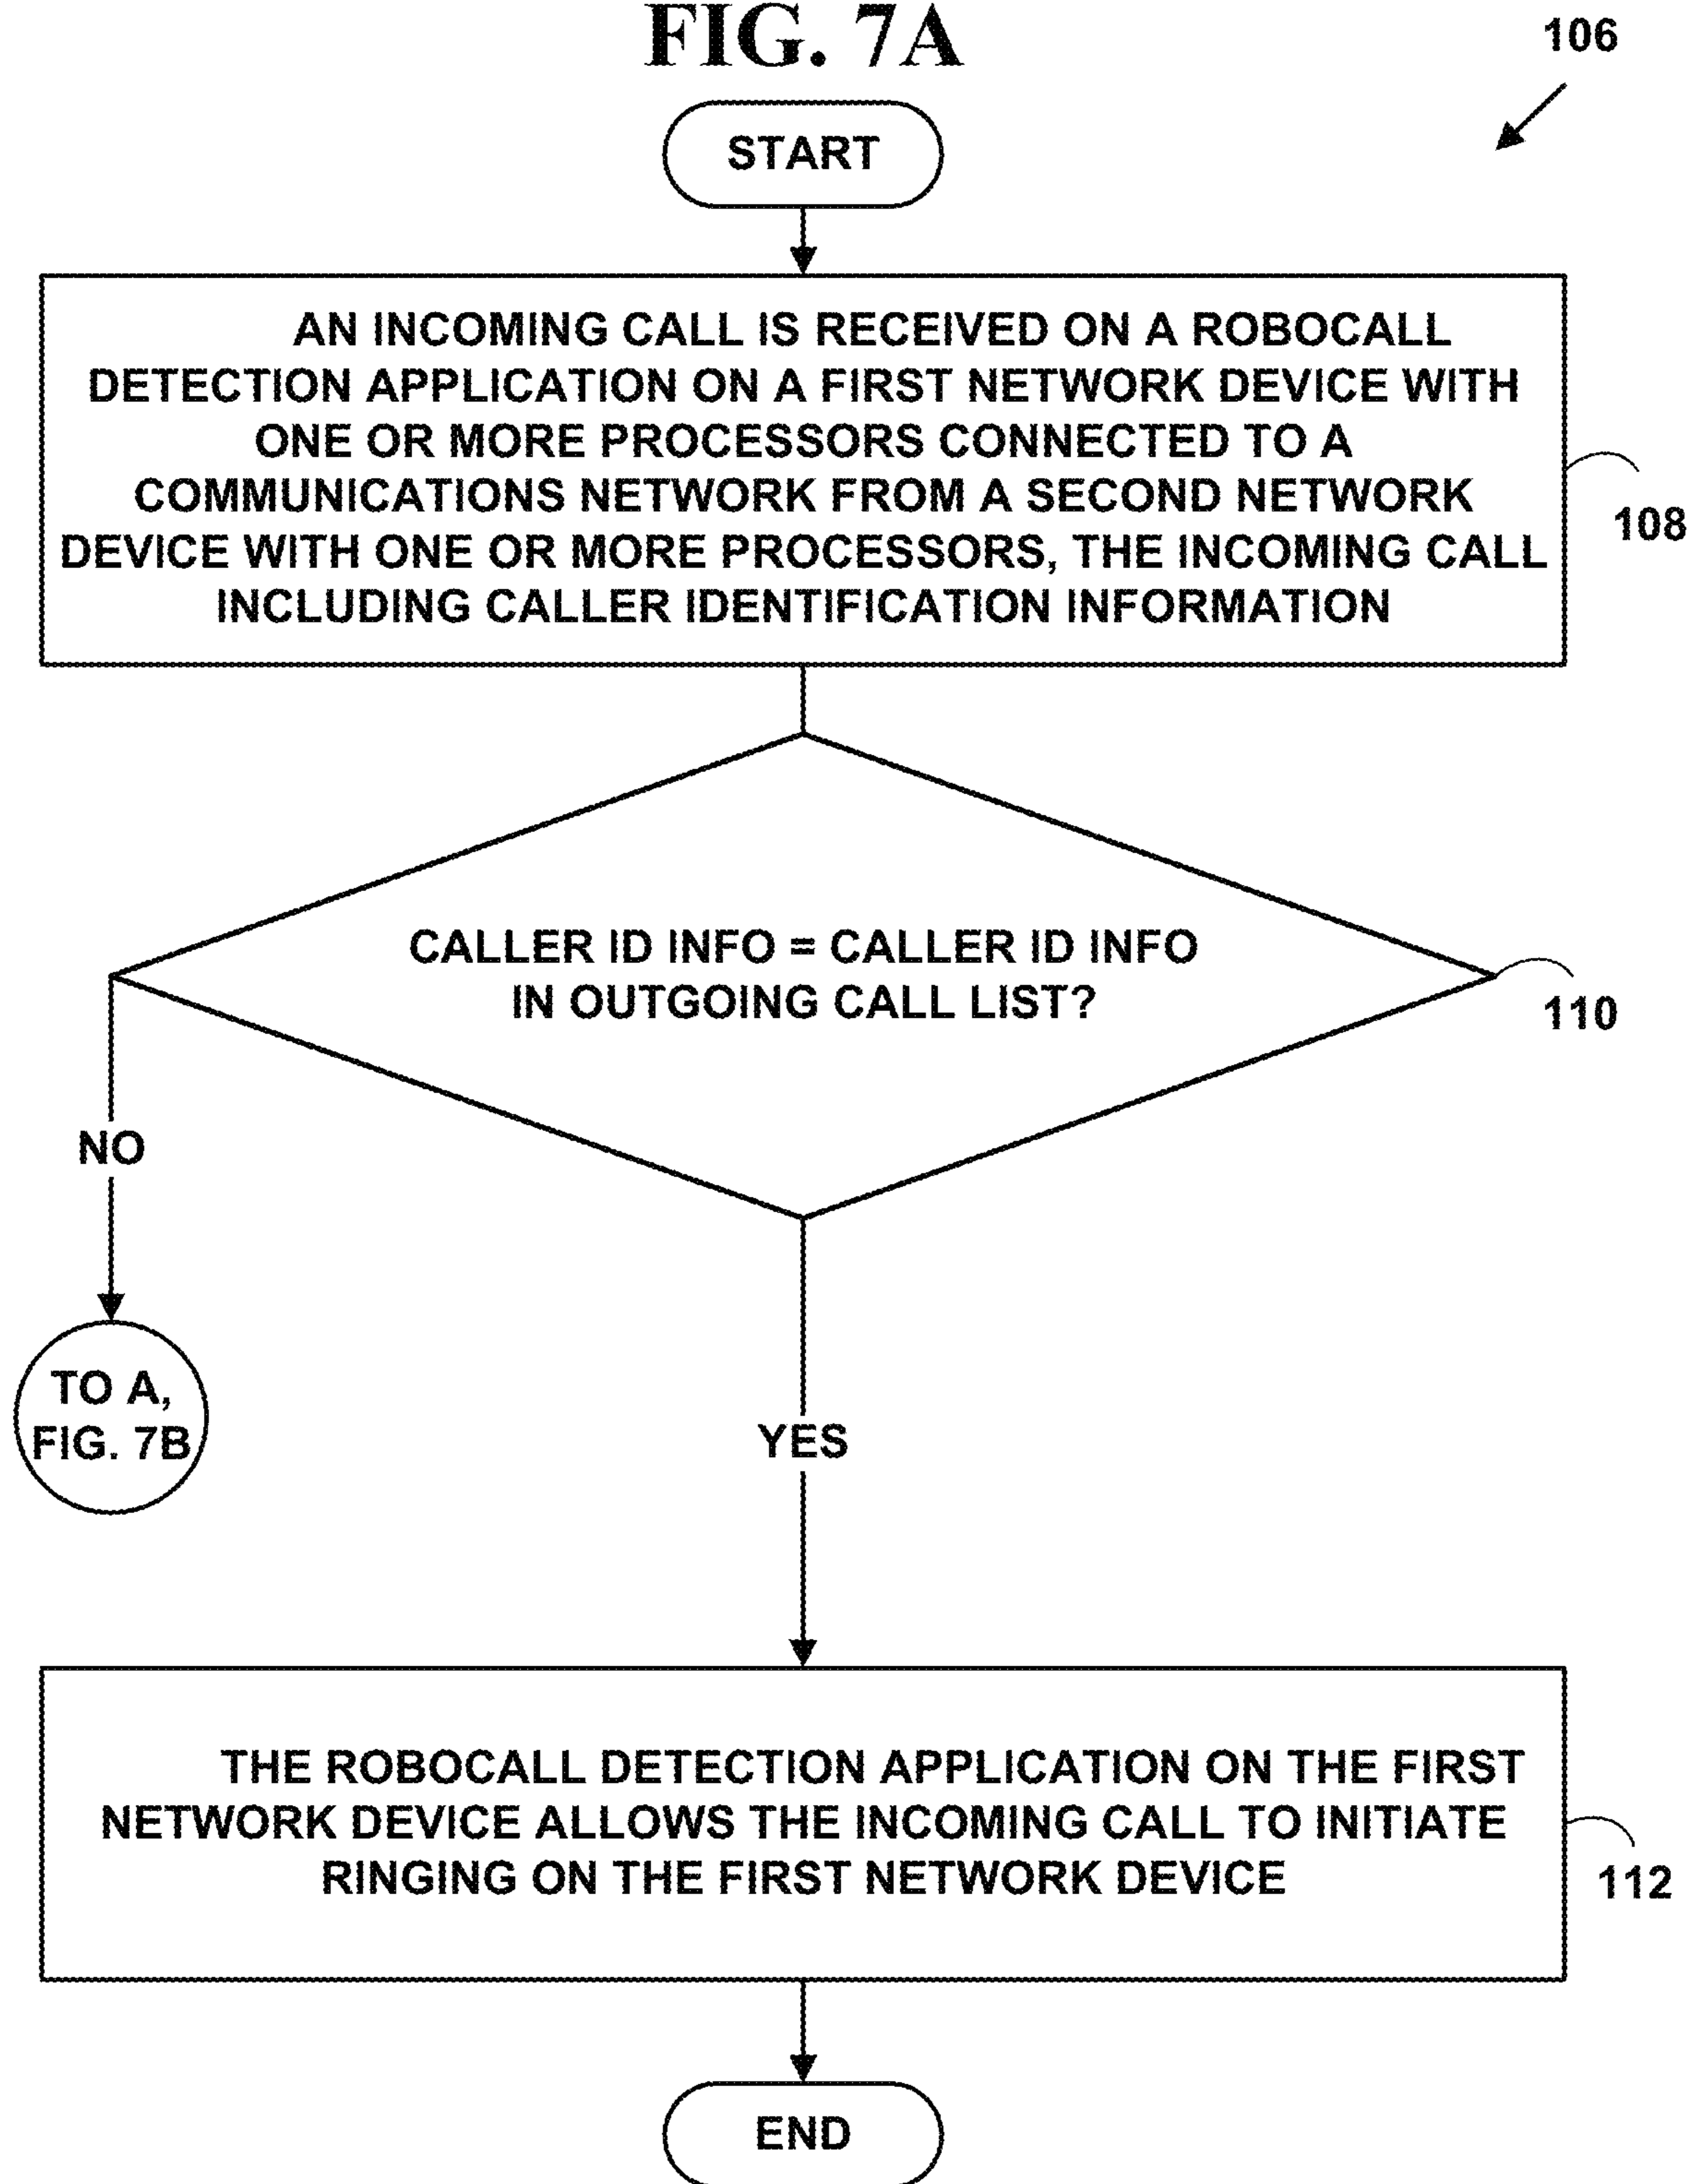 FIG. 7A
106
START
AN INCOMING CALL IS RECEIVED ON A ROBOCALL
DETECTION APPLICATION ON A FIRST NETWORK DEVICE WITH
ONE OR MORE PROCESSORS CONNECTED TO A
COMMUNICATIONS NETWORK FROM A SECOND NETWORK
DEVICE WITH ONE OR MORE PROCESSORS, THE INCOMING CALL
INCLUDING CALLER IDENTIFICATION INFORMATION
108
CALLER ID INFO = CALLER ID INFO
IN OUTGOING CALL LIST?
110
NO
TO A,
FIG. 7B
YES
THE ROBOCALL DETECTION APPLICATION ON THE FIRST
NETWORK DEVICE ALLOWS THE INCOMING CALL TO INITIATE
RINGING ON THE FIRST NETWORK DEVICE
112
END